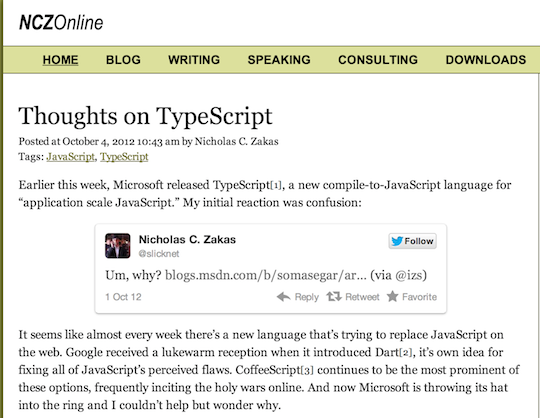 NCZOnline
HOME BLOG WRITING SPEAKING CONSULTING DOWNLOADS
Thoughts on TypeScript
Posted at October 4, 2012 10:43 am by Nicholas C. Zakas
Tags: JavaScript, TypeScript
Earlier this week, Microsoft released TypeScript[1], a new compile-to-JavaScript language for
“application scale JavaScript.” My initial reaction was confusion:
Nicholas C. Zakas
@slicknet
Follow
Um, why? blogs.msdn.com/b/somasegar/ar... (via @izs)
1 Oct 12 Reply Retweet Favorite
It seems like almost every week there’s a new language that’s trying to replace JavaScript on
the web. Google received a lukewarm reception when it introduced Dart[2], it’s own idea for
fixing all of JavaScript’s perceived flaws. CoffeeScript[3] continues to be the most prominent of
these options, frequently inciting the holy wars online. And now Microsoft is throwing its hat
into the ring and I couldn’t help but wonder why.